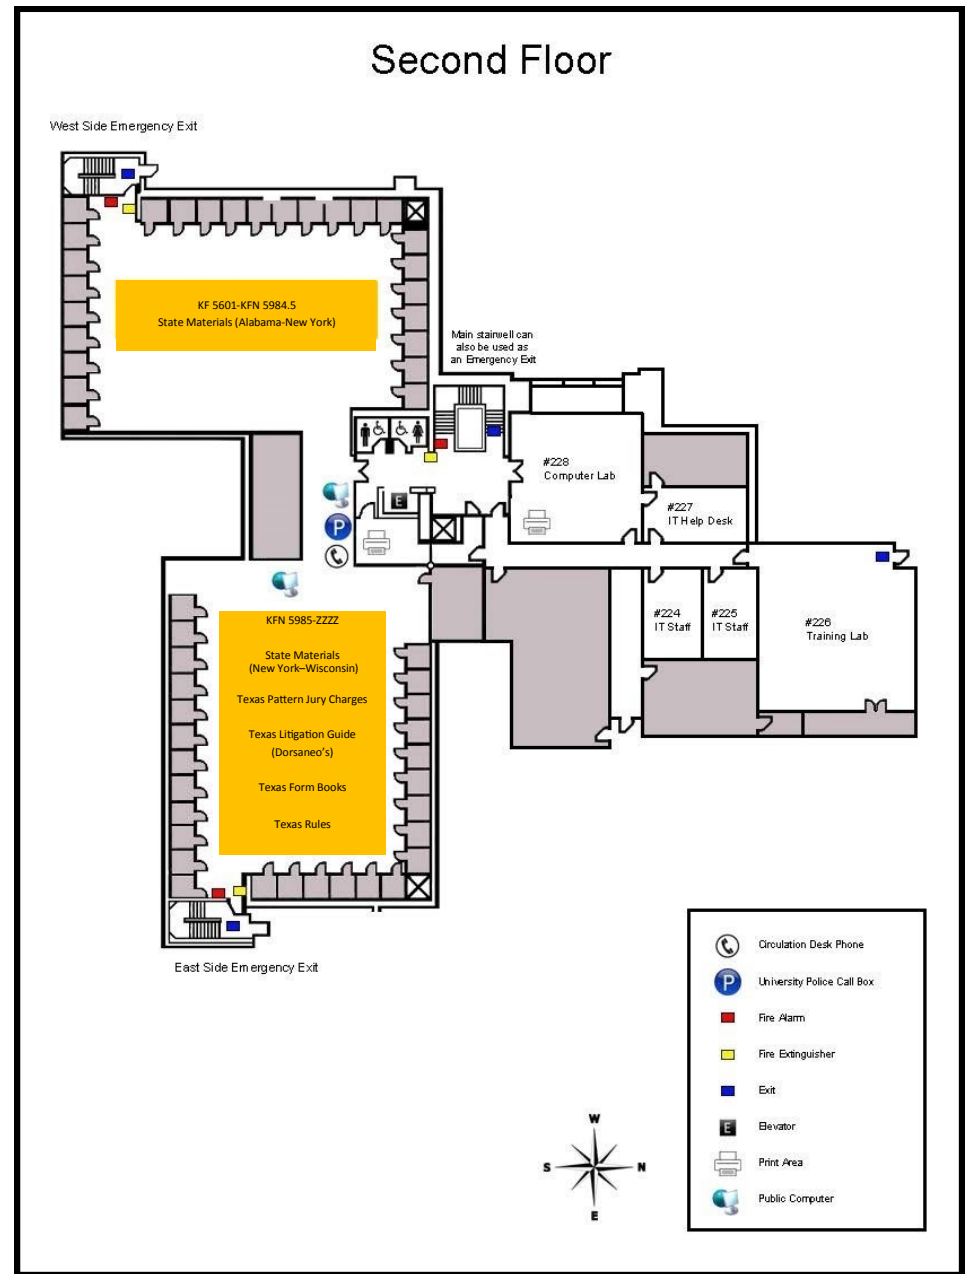 Second Floor
West Side Emergency Exit
KF 5601-KFN 5984.5
State Materials (Alabama-New York)
Main stairwell can
also be used as
an Emergency Exit
#228
Computer Lab
#227
IT Help Desk
E
P
#224
IT Staff
#225
IT Staff
#226
Training Lab
KFN 5985-ZZZZ
State Materials
(New York–Wisconsin)
Texas Pattern Jury Charges
Texas Litigation Guide
(Dorsaneo's)
Texas Form Books
Texas Rules
East Side Emergency Exit
Circulation Desk Phone
P
University Police Call Box
Fire Alarm
Fire Extinguisher
Exit
E
Elevator
Print Area
Public Computer
W
S
N
E